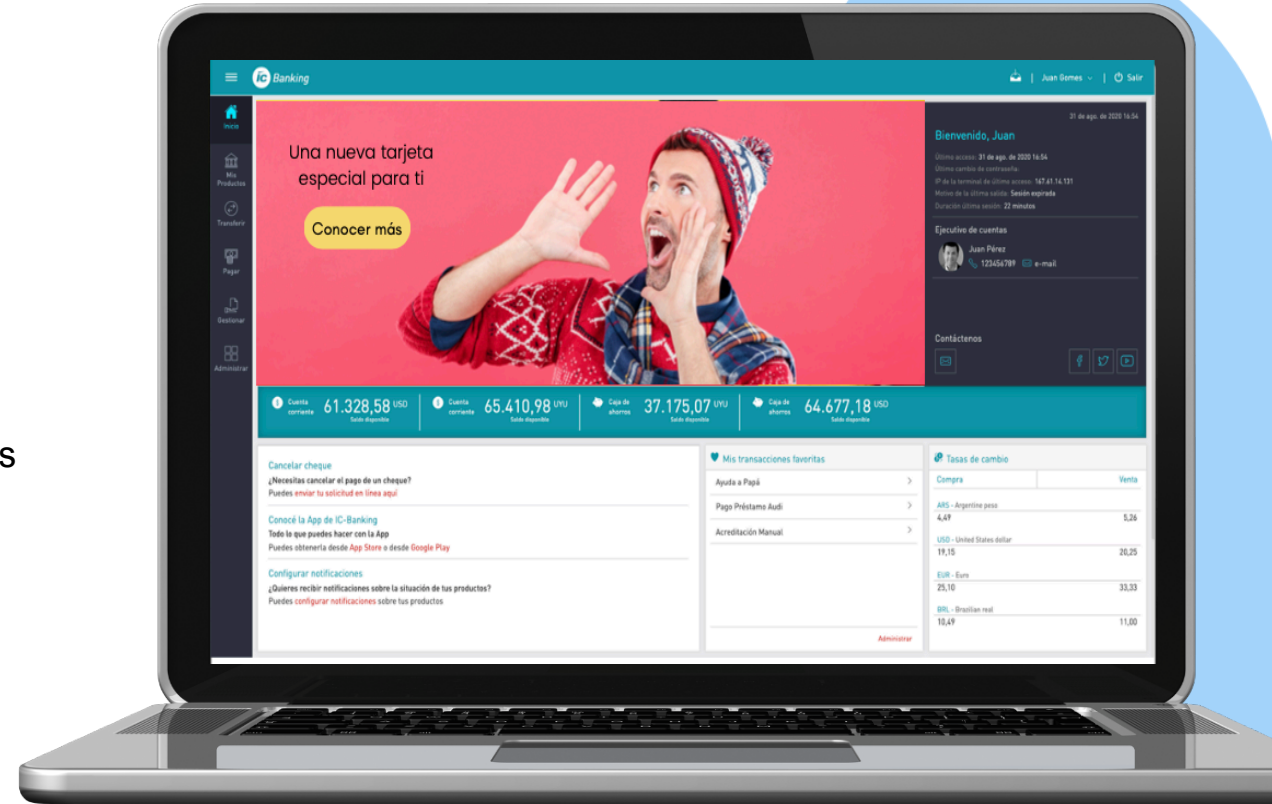 ic Banking
Juan Gomes
Salir
Inicio
Mis
Productos
Transferir
Pagar
Gestionar
Administrar
Una nueva tarjeta
especial para ti
Conocer más
31 de ago. de 2020 16:54
Bienvenido, Juan
Último acceso: 31 de ago. de 2020 16:54
Último cambio de contraseña:
IP de la terminal de último acceso: 167.61.14.131
Motivo de la última salida: Sesión expirada
Duración última sesión: 22 minutos
Ejecutivo de cuentas
Juan Pérez
123456789 e-mail
Contáctenos
Cuenta corriente 61.328,58 USD
Saldo disponible
Cuenta corriente 65.410,98 UYU
Saldo disponible
Caja de ahorros 37.175,07 UYU
Saldo disponible
Caja de ahorros 64.677,18 USD
Saldo disponible
s
Cancelar cheque
¿Necesitas cancelar el pago de un cheque?
Puedes enviar tu solicitud en línea aquí
Conocé la App de IC-Banking
Todo lo que puedes hacer con la App
Puedes obtenerla desde App Store o desde Google Play
Configurar notificaciones
¿Quieres recibir notificaciones sobre la situación de tus productos?
Puedes configurar notificaciones sobre tus productos
Mis transacciones favoritas
Ayuda a Papá
Pago Préstamo Audi
Acreditación Manual
Administrar
Tasas de cambio
Compra Venta
ARS - Argentine peso
4,49 5,26
USD - United States dollar
19,15 20,25
EUR - Euro
25,10 33,33
BRL - Brazilian real
10,49 11,00